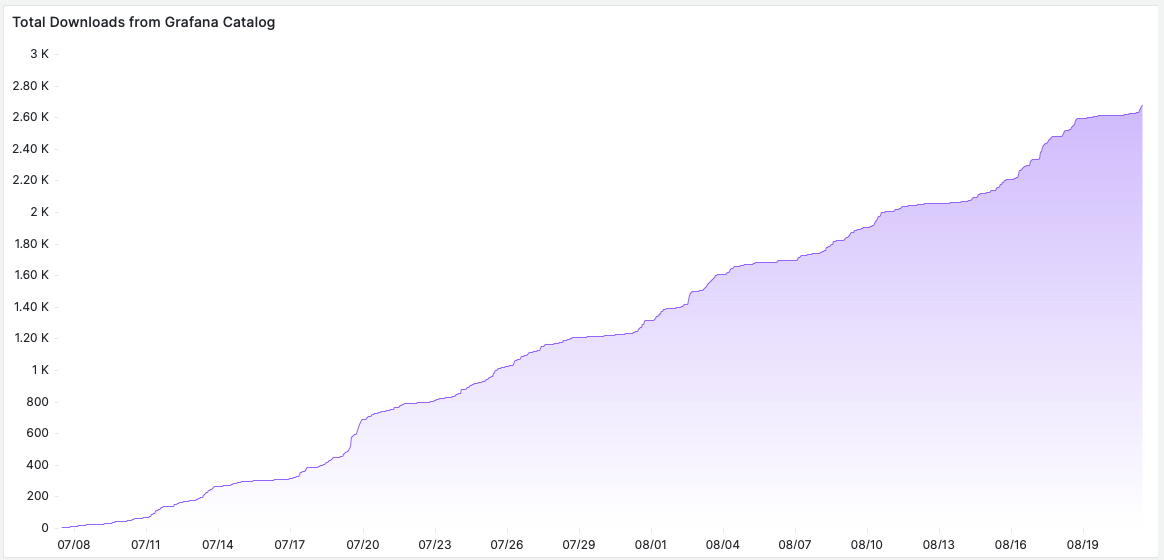 Total Downloads from Grafana Catalog
3 K
2.80 K
2.60 K
2.40 K
2.20 K
2 K
1.80 K
1.60 K
1.40 K
1.20 K
1 K
800
600
400
200
0
07/08 07/11 07/14 07/17 07/20 07/23 07/26 07/29 08/01 08/04 08/07 08/10 08/13 08/16 08/19